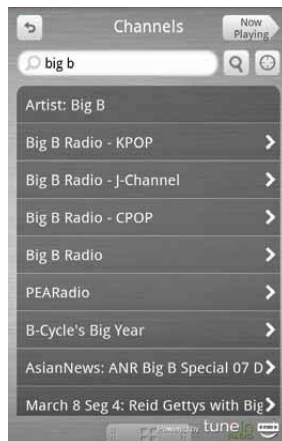 Channels
Now
Playing
big b
Artist: Big B
Big B Radio - KPOP
Big B Radio - J-Channel
Big B Radio - CPOP
Big B Radio
PEARadio
B-Cycle's Big Year
AsianNews: ANR Big B Special 07 D
March 8 Seg 4: Reid Gettys with Big
Powered by tune